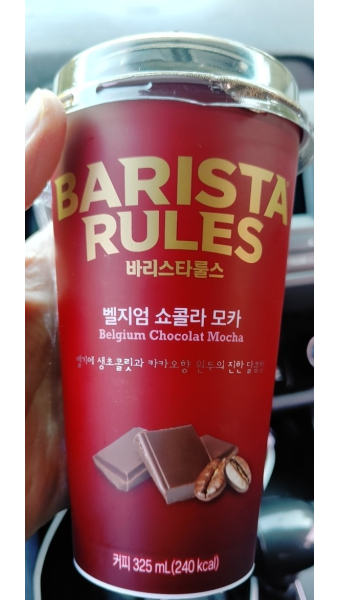 BARISTA
RULES
바리스타룰스
벨지엄 쇼콜라 모카
Belgium Chocolat Mocha
벨기에 생초콜릿과 카카오향 원두의 진한 달콤함
커피 325 mL(240 kcal)